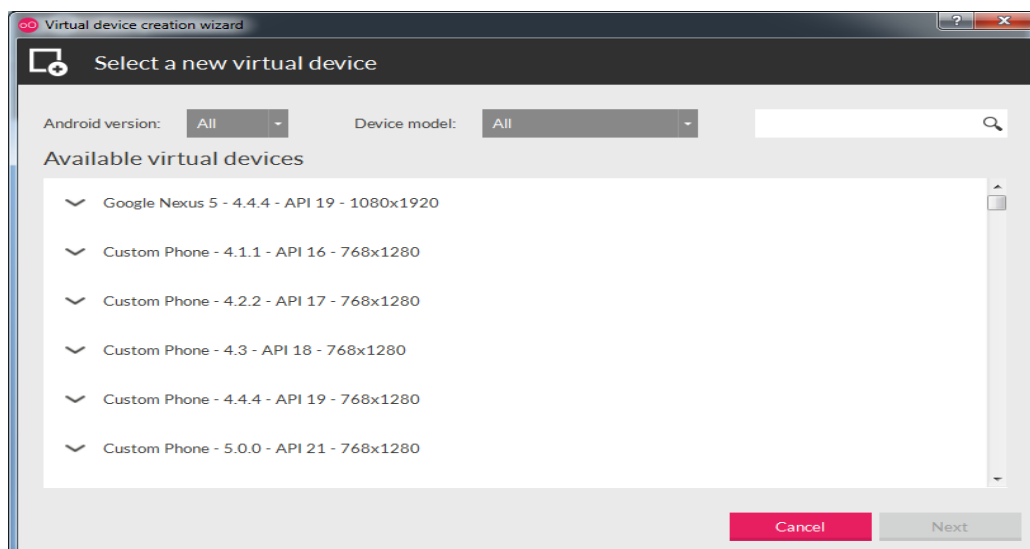 Virtual device creation wizard
Select a new virtual device
Android version: All Device model: All
Available virtual devices
Google Nexus 5 - 4.4.4 - API 19 - 1080x1920
Custom Phone - 4.1.1 - API 16 - 768x1280
Custom Phone - 4.2.2 - API 17 - 768x1280
Custom Phone - 4.3 - API 18 - 768x1280
Custom Phone - 4.4.4 - API 19 - 768x1280
Custom Phone - 5.0.0 - API 21 - 768x1280
Cancel Next